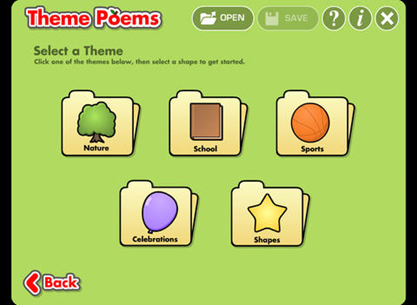 Theme Poems
OPEN
SAVE
?
i
X
Select a Theme
Click one of the themes below, then select a shape to get started.
Nature
School
Sports
Celebrations
Shapes
Back